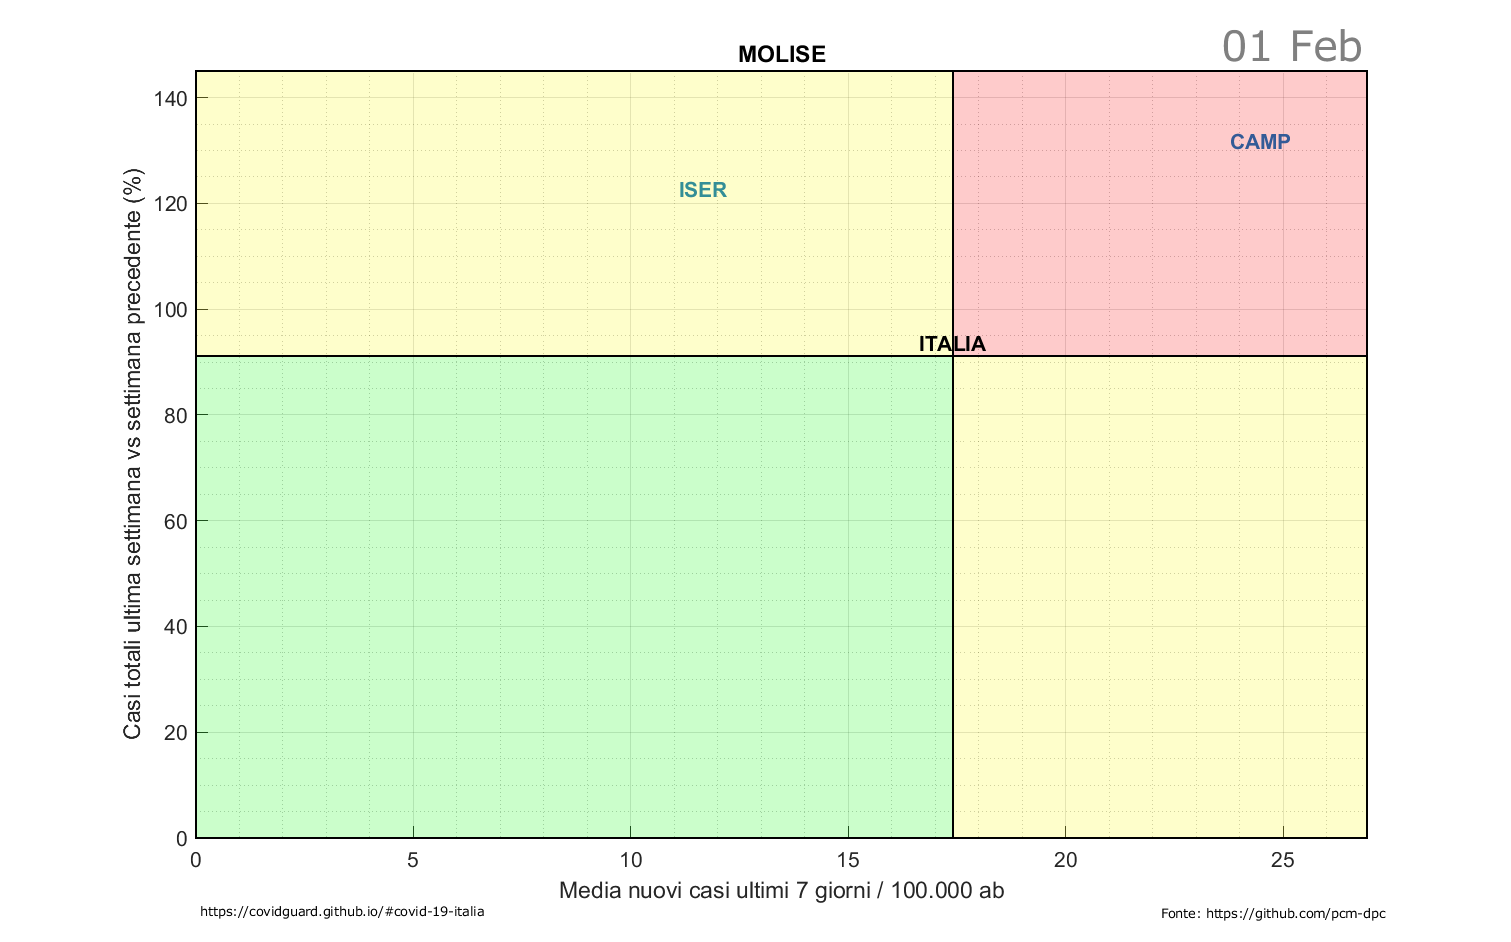 01 Feb
MOLISE
Casi totali ultima settimana vs settimana precedente (%)
140
120
100
80
60
40
20
0
CAMP
ISER
ITALIA
0 5 10 15 20 25
Media nuovi casi ultimi 7 giorni / 100.000 ab
https://covidguard.github.io/#covid-19-italia
Fonte: https://github.com/pcm-dpc